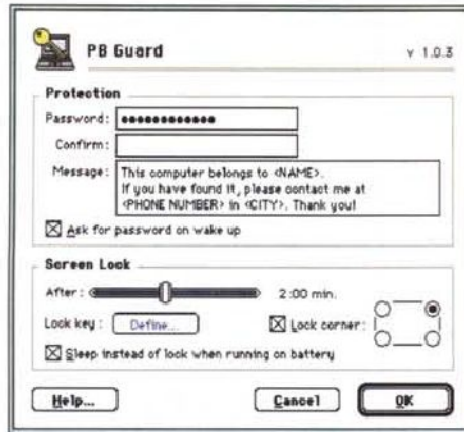 PB Guard
v 1.0.3
Protection
Password: ●●●●●●●●●●●●
Confirm:
Message: This computer belongs to <NAME>.
If you have found it, please contact me at
<PHONE NUMBER> in <CITY>. Thank you!
Ask for password on wake up
Screen Lock
After: 2:00 min.
Lock key: Define... Lock corner:
Sleep instead of lock when running on battery
Help... Cancel OK